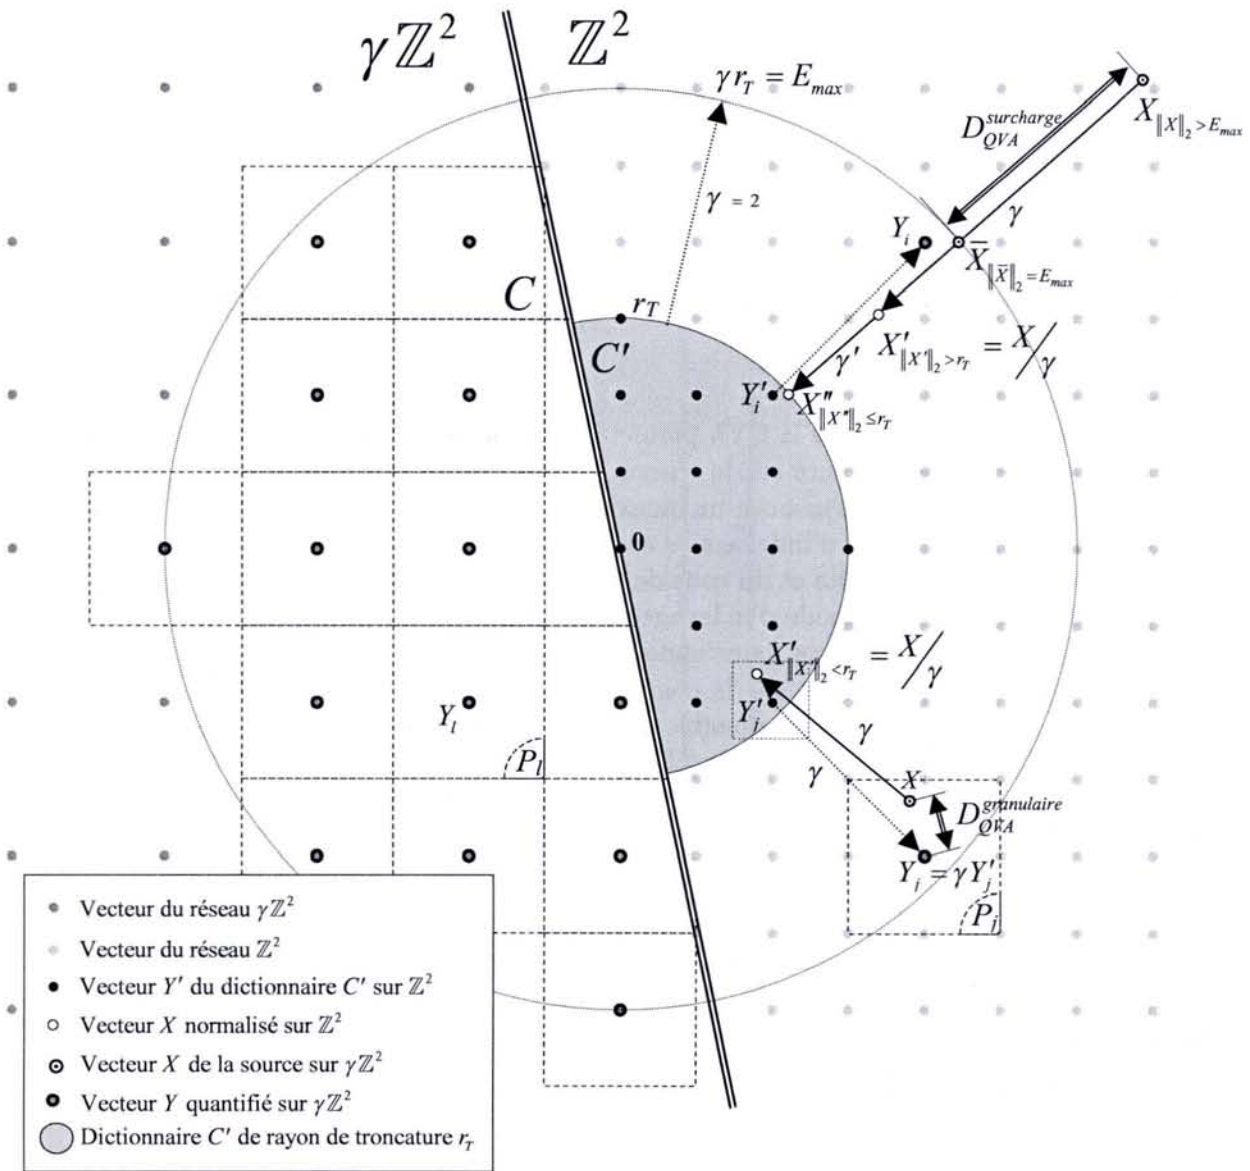 γℤ² ℤ²
γ r_T = E_max
X_‖X‖₂>E_max
D_QVA^surcharge
γ = 2
γ
Y_i
X̄_‖X̄‖₂=E_max
C
r_T
C'
X'_‖X'‖₂>r_T = X/γ
γ'
Y'_i
X''_‖X''‖₂≤r_T
0
X'_‖X'‖₂<r_T = X/γ
Y_l
Y'_j
γ
P_l
γ
X
D_QVA^granulaire
Y_j = γY'_j
P_j
Vecteur du réseau γℤ²
Vecteur du réseau ℤ²
Vecteur Y' du dictionnaire C' sur ℤ²
Vecteur X normalisé sur ℤ²
Vecteur X de la source sur γℤ²
Vecteur Y quantifié sur γℤ²
Dictionnaire C' de rayon de troncature r_T